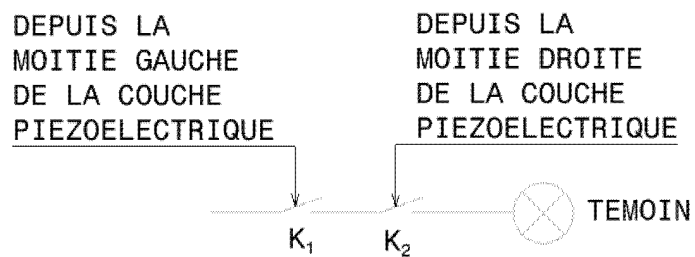 DEPUIS LA
MOITIE GAUCHE
DE LA COUCHE
PIEZOELECTRIQUE
DEPUIS LA
MOITIE DROITE
DE LA COUCHE
PIEZOELECTRIQUE
TEMOIN
K₁
K₂